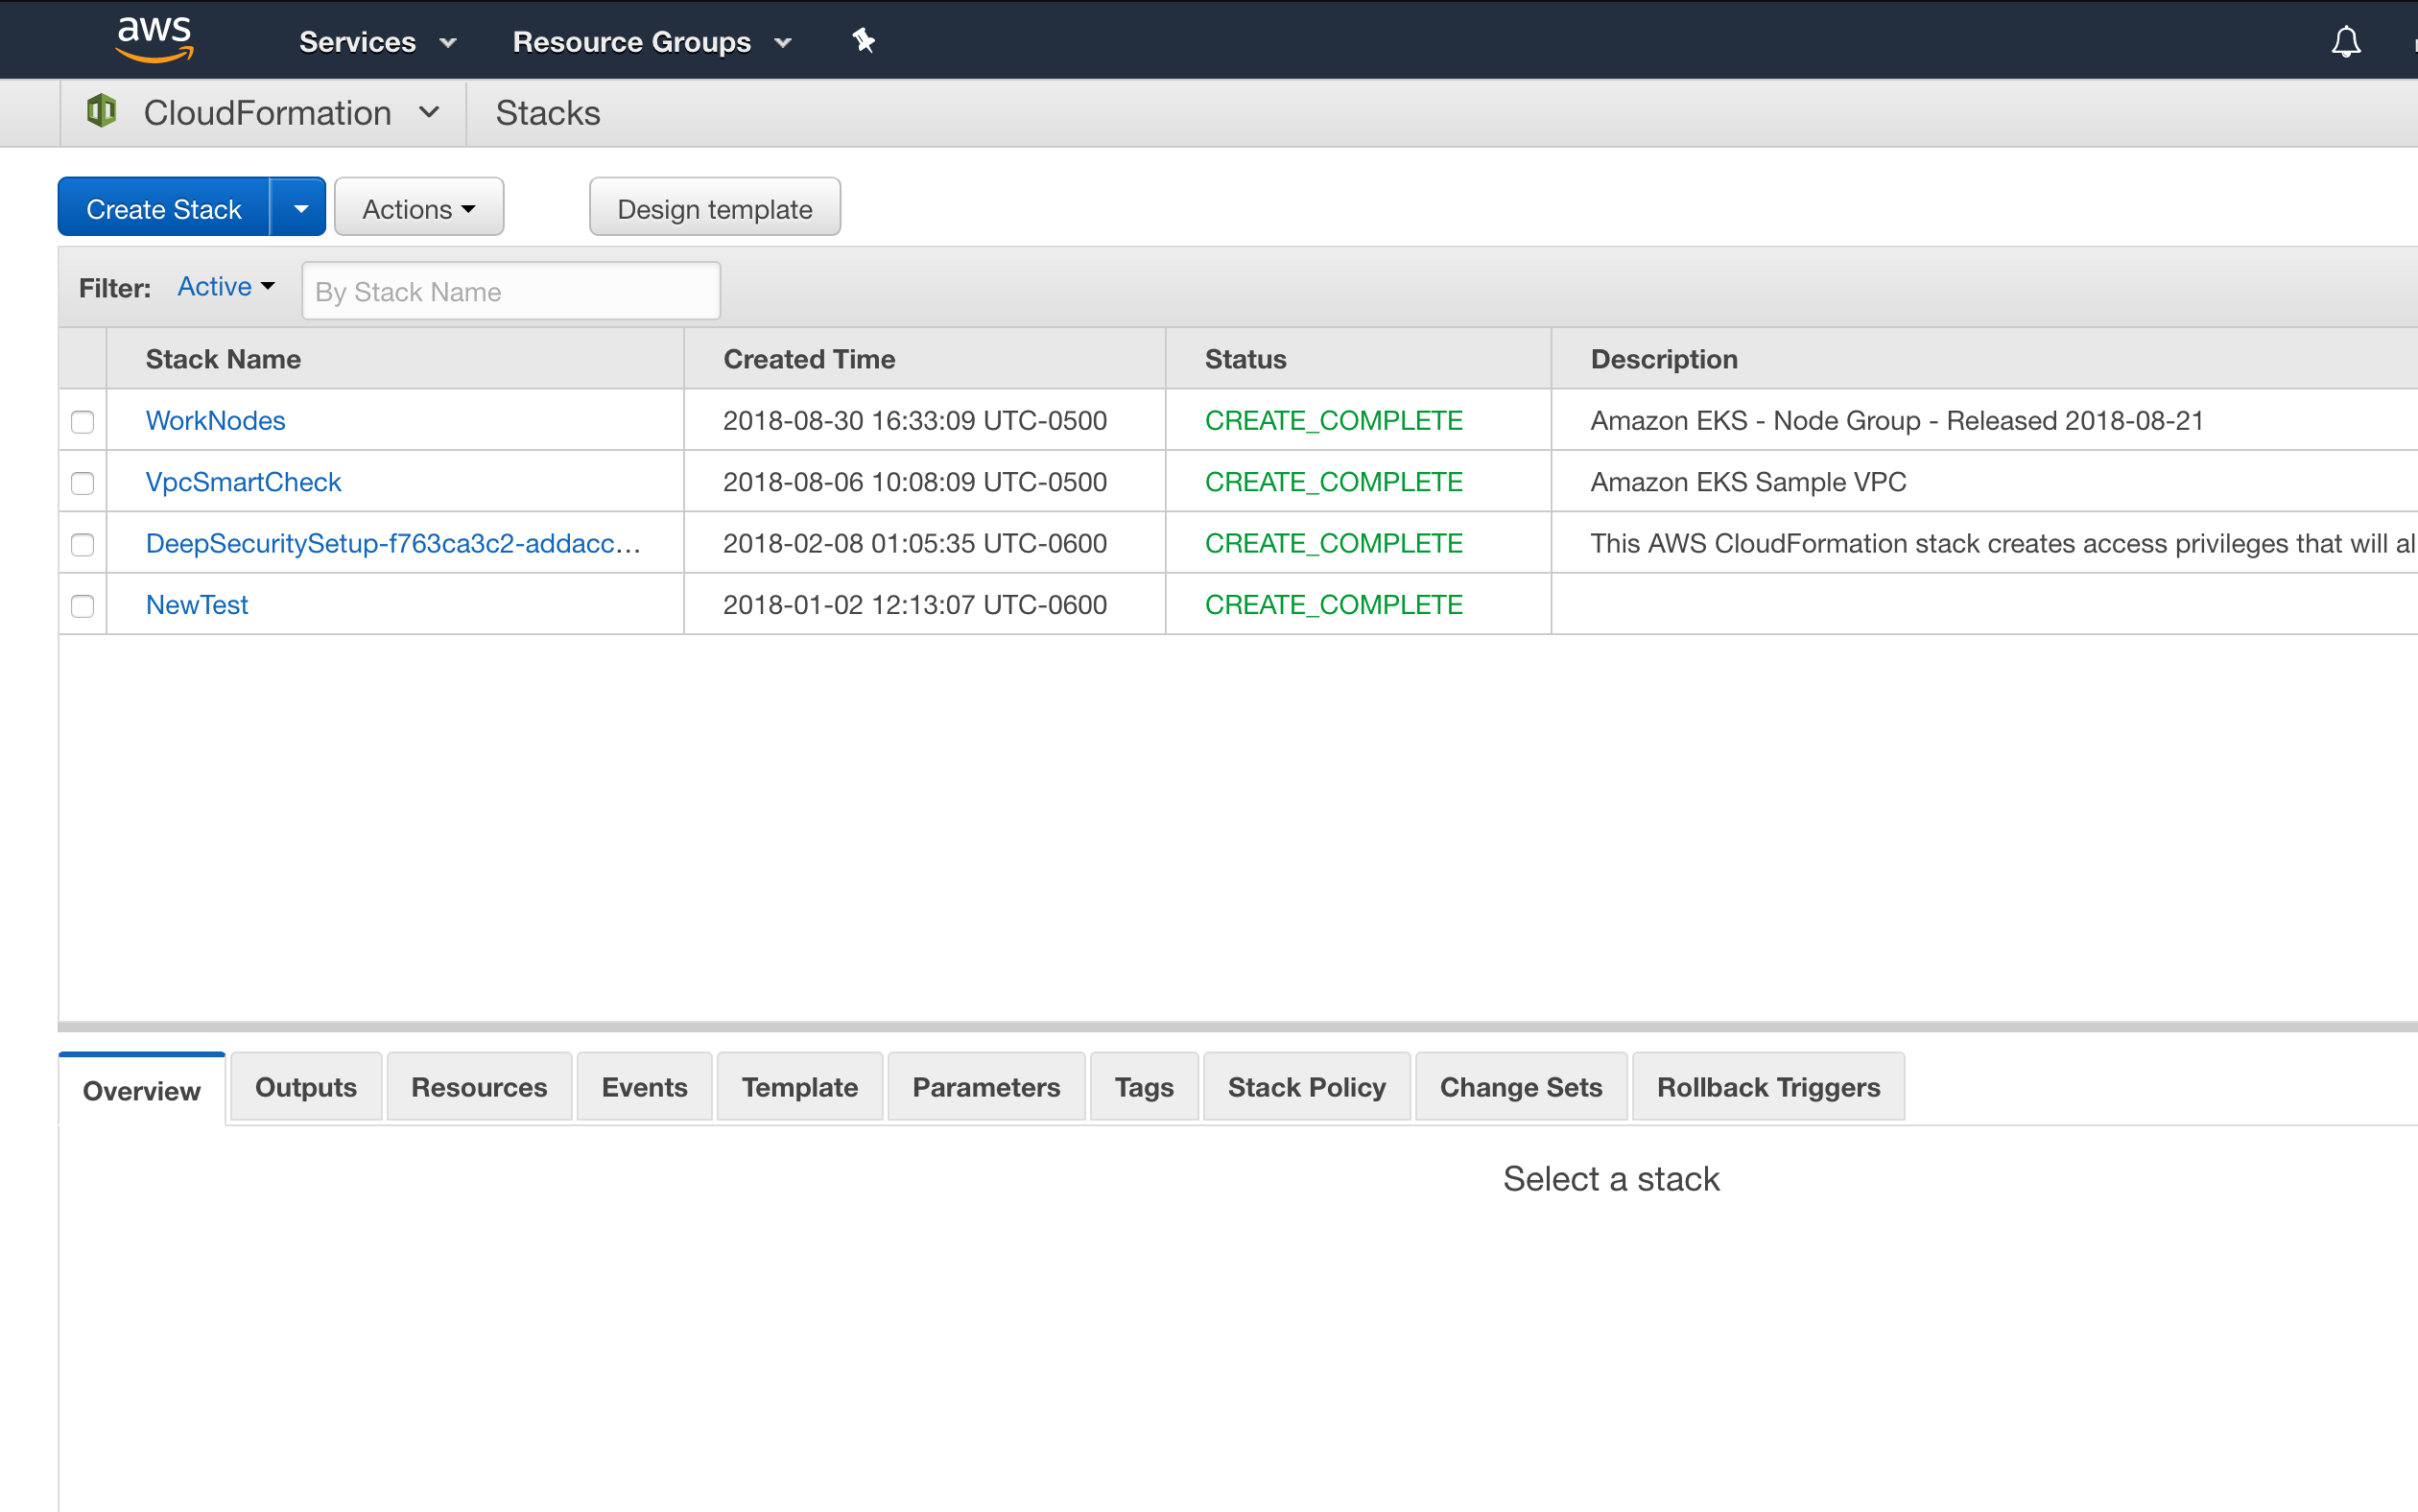 aws Services Resource Groups
CloudFormation Stacks
Create Stack Actions Design template
Filter: Active By Stack Name
Stack Name Created Time Status Description
WorkNodes 2018-08-30 16:33:09 UTC-0500 CREATE_COMPLETE Amazon EKS - Node Group - Released 2018-08-21
VpcSmartCheck 2018-08-06 10:08:09 UTC-0500 CREATE_COMPLETE Amazon EKS Sample VPC
DeepSecuritySetup-f763ca3c2-addacc... 2018-02-08 01:05:35 UTC-0600 CREATE_COMPLETE This AWS CloudFormation stack creates access privileges that will al
NewTest 2018-01-02 12:13:07 UTC-0600 CREATE_COMPLETE
Overview Outputs Resources Events Template Parameters Tags Stack Policy Change Sets Rollback Triggers
Select a stack